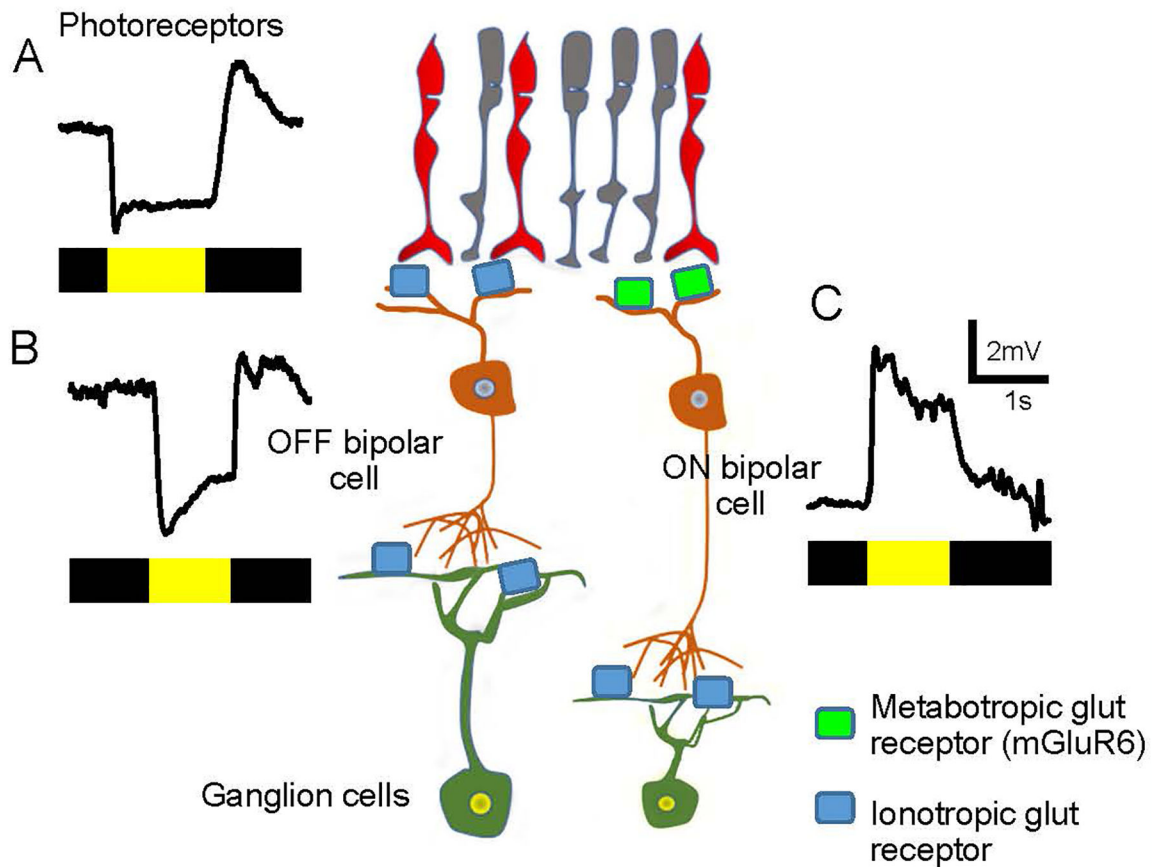 Photoreceptors
A
B
OFF bipolar
cell
ON bipolar
cell
C
2mV
1s
Ganglion cells
Metabotropic glut
receptor (mGluR6)
Ionotropic glut
receptor